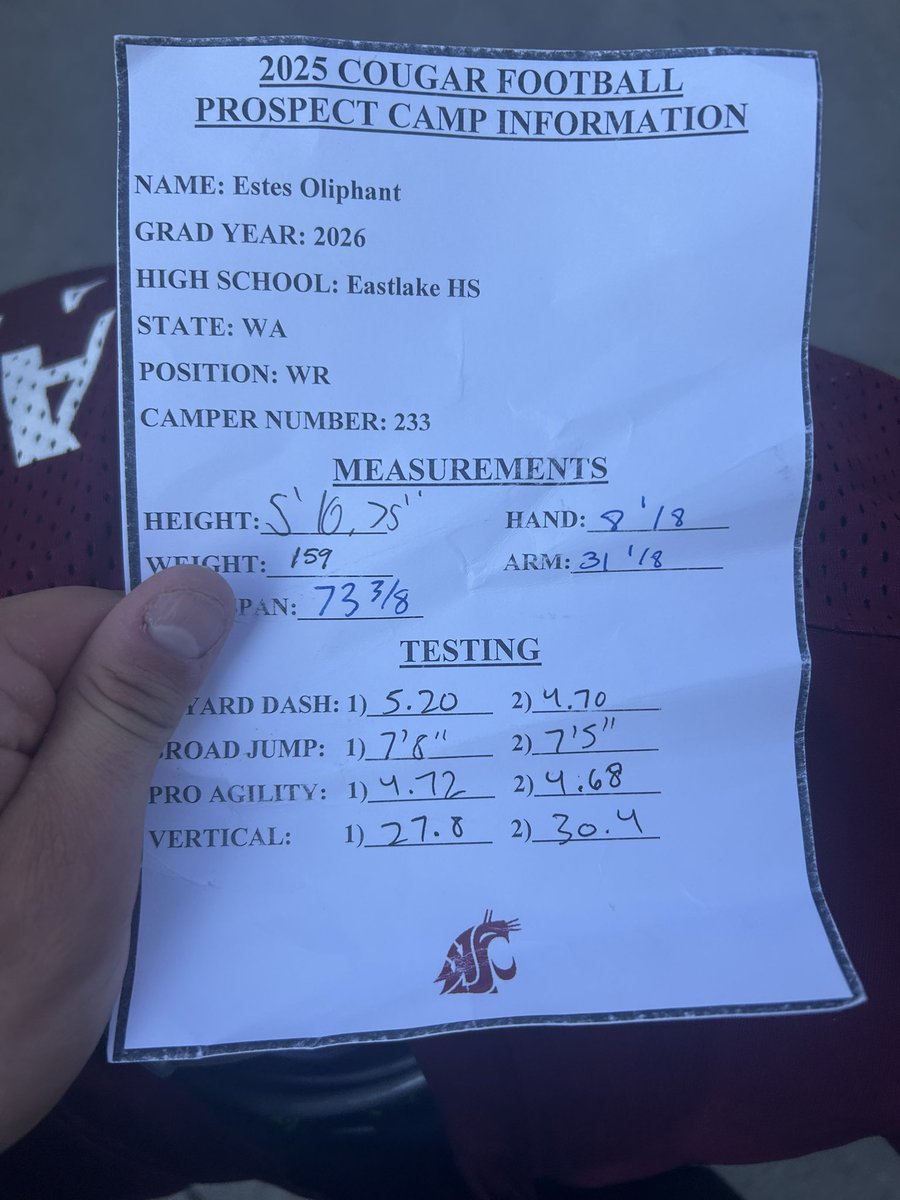 2025 COUGAR FOOTBALL
PROSPECT CAMP INFORMATION
NAME: Estes Oliphant
GRAD YEAR: 2026
HIGH SCHOOL: Eastlake HS
STATE: WA
POSITION: WR
CAMPER NUMBER: 233
MEASUREMENTS
HEIGHT: 5' 10.75" HAND: 8 1/8
WEIGHT: 159 ARM: 31 1/8
PAN: 73 3/8
TESTING
YARD DASH: 1) 5.20 2) 4.70
BROAD JUMP: 1) 7'8" 2) 7'5"
PRO AGILITY: 1) 4.72 2) 4.68
VERTICAL: 1) 27.8 2) 30.4